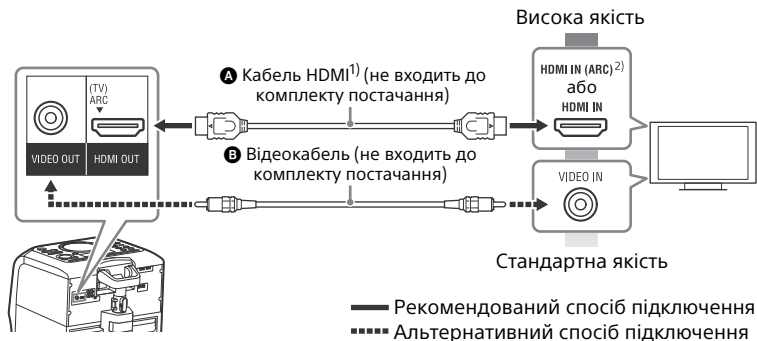 Висока якість
(TV)
ARC
VIDEO OUT
HDMI OUT
A Кабель HDMI1) (не входить до
комплекту постачання)
HDMI IN (ARC)2)
або
HDMI IN
B Відеокабель (не входить до
комплекту постачання)
VIDEO IN
Стандартна якість
Рекомендований спосіб підключення
Альтернативний спосіб підключення